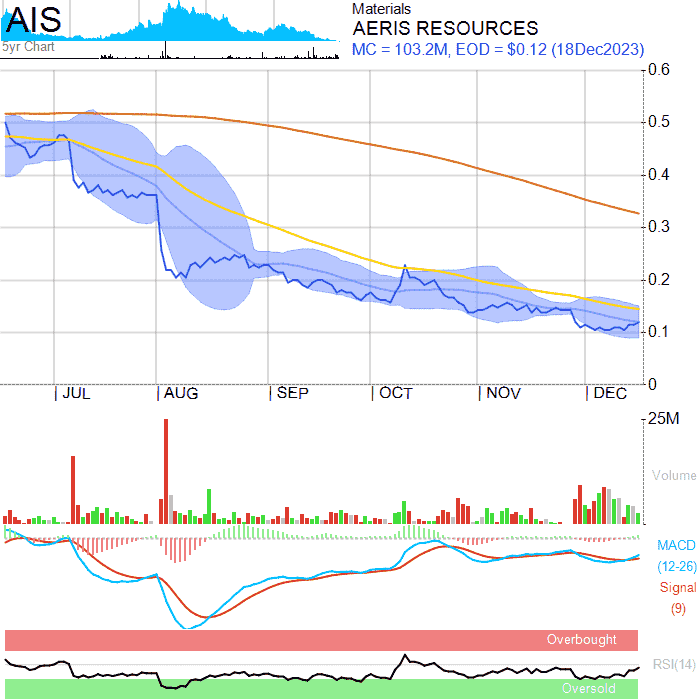 AIS
5yr Chart
Materials
AERIS RESOURCES
MC = 103.2M, EOD = $0.12 (18Dec2023)
0.6
0.5
0.4
0.3
0.2
0.1
0
JUL
AUG
SEP
OCT
NOV
DEC
25M
Volume
MACD
(12-26)
Signal
(9)
Overbought
RSI(14)
Oversold